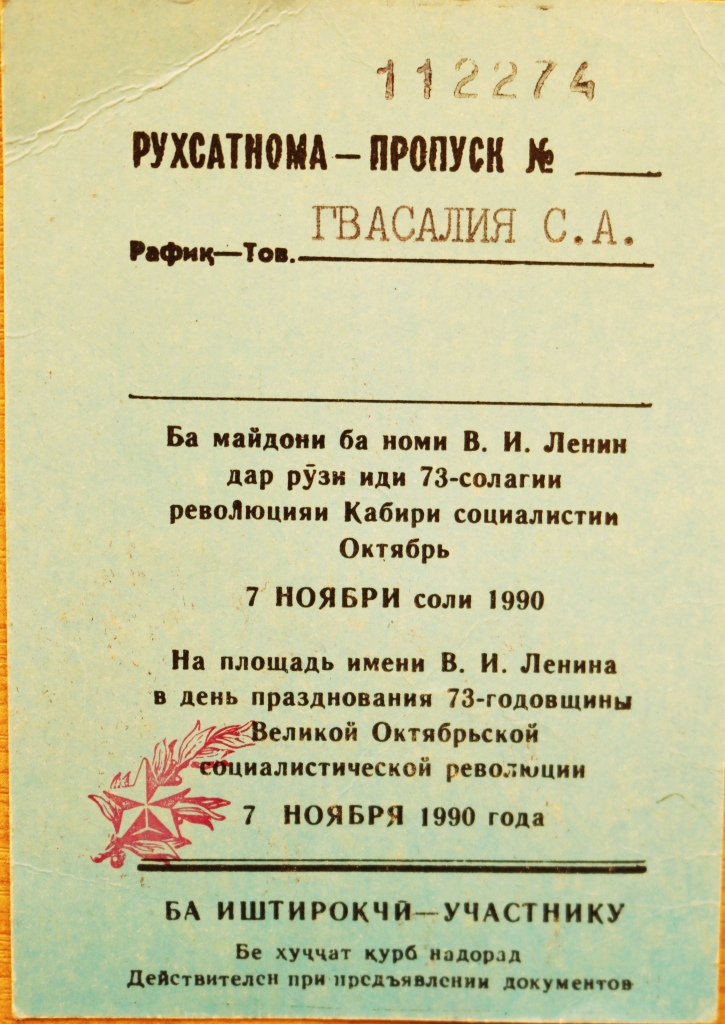 112274
РУХСАТНОМА – ПРОПУСК №
ГВАСАЛИЯ С.А.
Рафиқ—Тов.
Ба майдони ба номи В. И. Ленин
дар рӯзи иди 73-солагии
революцияи Кабири социалистии
Октябрь
7 НОЯБРИ соли 1990
На площадь имени В. И. Ленина
в день празднования 73-годовщины
Великой Октябрьской
социалистической революции
7 НОЯБРЯ 1990 года
БА ИШТИРОКЧӢ—УЧАСТНИКУ
Бе ҳуҷҷат қурб надорад
Действителен при предъявлении документов